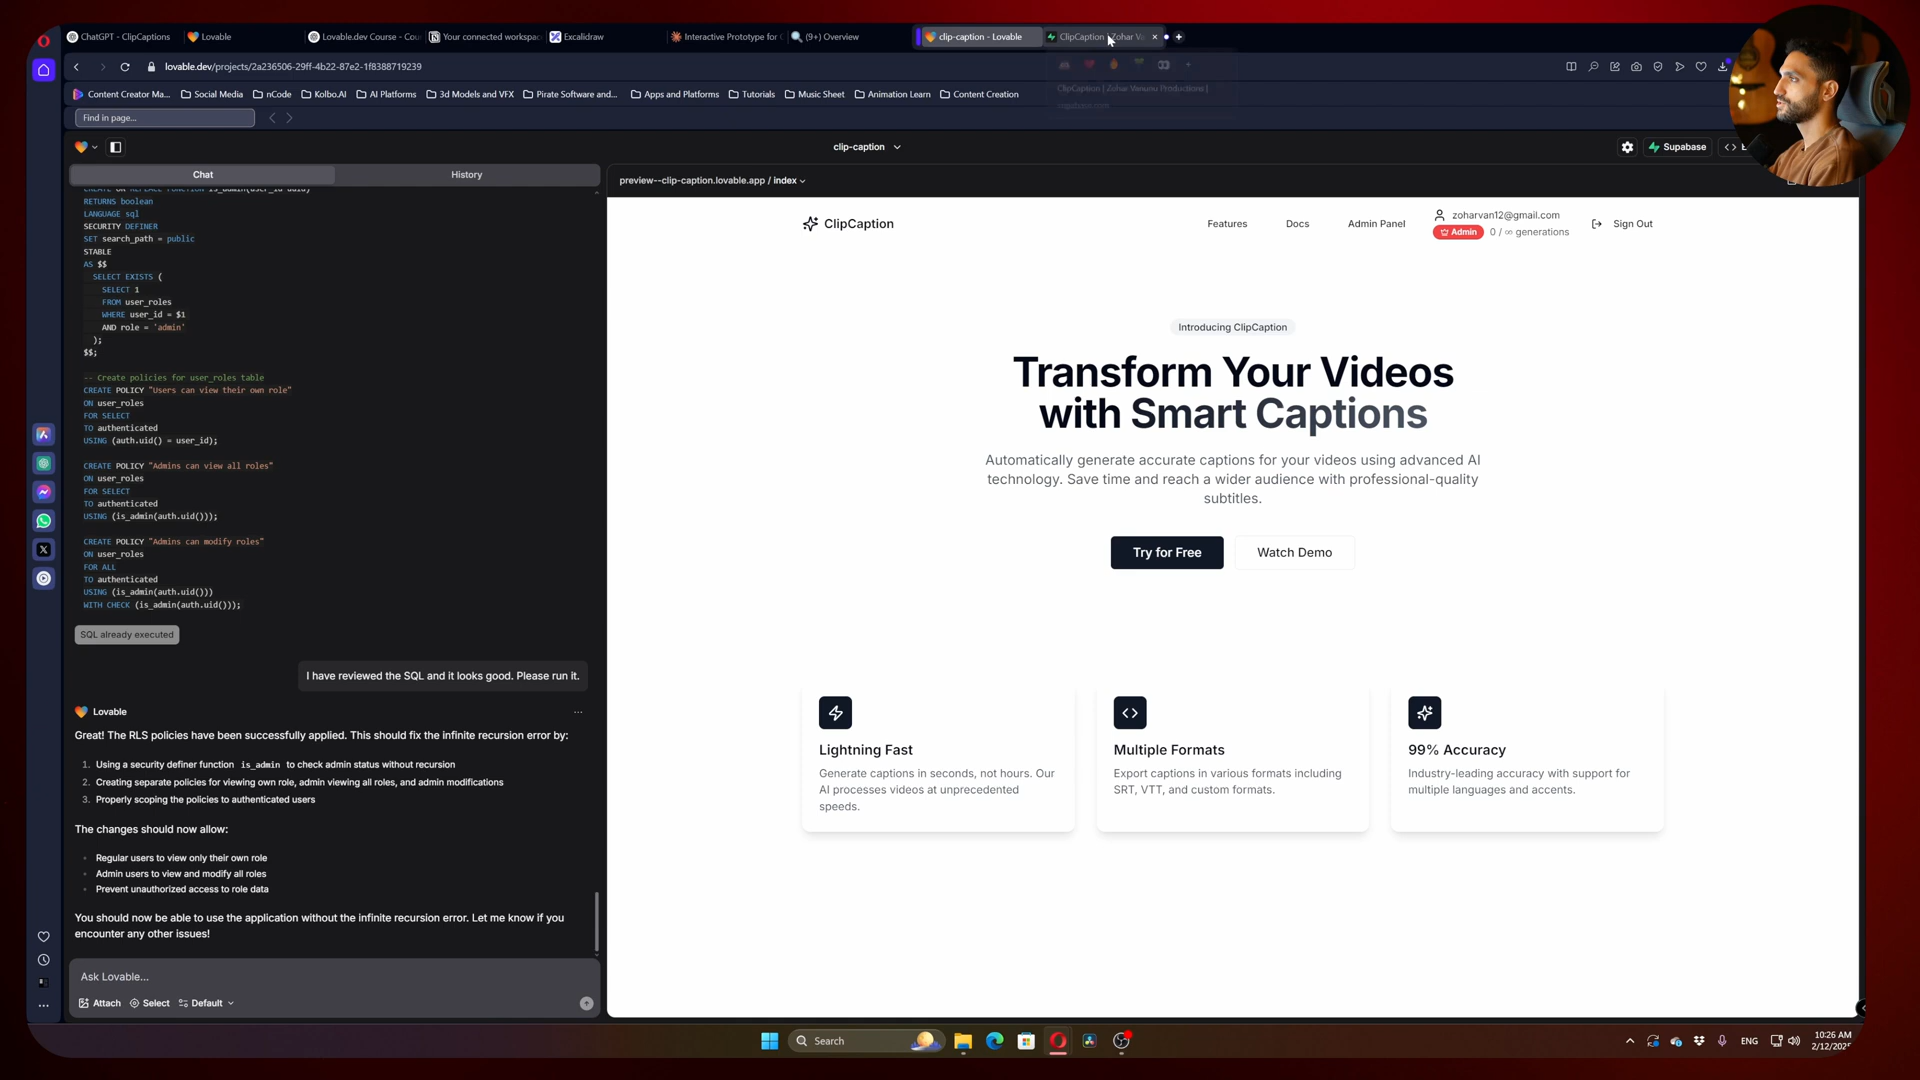 ChatGPT - ClipCaptions
Lovable
Lovable.dev Course - Cou
Your connected workspac
Excalidraw
Interactive Prototype for C
(9+) Overview
clip-caption - Lovable
ClipCaption | Zohar Va
lovable.dev/projects/2a236506-29ff-4b22-87e2-1f8388719239
Content Creator Ma...
Social Media
nCode
Kolbo.AI
AI Platforms
3d Models and VFX
Pirate Software and...
Apps and Platforms
Tutorials
Music Sheet
Animation Learn
Content Creation
ClipCaption | Zohar Vanunu Productions |
Find in page...
clip-caption
Supabase
Chat
History
preview--clip-caption.lovable.app / index
CREATE OR REPLACE FUNCTION is_admin(user_id uuid)
RETURNS boolean
LANGUAGE sql
SECURITY DEFINER
SET search_path = public
STABLE
AS $$
SELECT EXISTS (
SELECT 1
FROM user_roles
WHERE user_id = $1
AND role = 'admin'
);
$$;
-- Create policies for user_roles table
CREATE POLICY "Users can view their own role"
ON user_roles
FOR SELECT
TO authenticated
USING (auth.uid() = user_id);
CREATE POLICY "Admins can view all roles"
ON user_roles
FOR SELECT
TO authenticated
USING (is_admin(auth.uid()));
CREATE POLICY "Admins can modify roles"
ON user_roles
FOR ALL
TO authenticated
USING (is_admin(auth.uid()))
WITH CHECK (is_admin(auth.uid()));
SQL already executed
I have reviewed the SQL and it looks good. Please run it.
Lovable
Great! The RLS policies have been successfully applied. This should fix the infinite recursion error by:
1. Using a security definer function is_admin to check admin status without recursion
2. Creating separate policies for viewing own role, admin viewing all roles, and admin modifications
3. Properly scoping the policies to authenticated users
The changes should now allow:
Regular users to view only their own role
Admin users to view and modify all roles
Prevent unauthorized access to role data
You should now be able to use the application without the infinite recursion error. Let me know if you
encounter any other issues!
Ask Lovable...
Attach
Select
Default
ClipCaption
Features
Docs
Admin Panel
zoharvan12@gmail.com
Admin
0 / ∞ generations
Sign Out
Introducing ClipCaption
Transform Your Videos
with Smart Captions
Automatically generate accurate captions for your videos using advanced AI
technology. Save time and reach a wider audience with professional-quality
subtitles.
Try for Free
Watch Demo
Lightning Fast
Generate captions in seconds, not hours. Our
AI processes videos at unprecedented
speeds.
Multiple Formats
Export captions in various formats including
SRT, VTT, and custom formats.
99% Accuracy
Industry-leading accuracy with support for
multiple languages and accents.
Search
ENG
10:26 AM
2/12/202